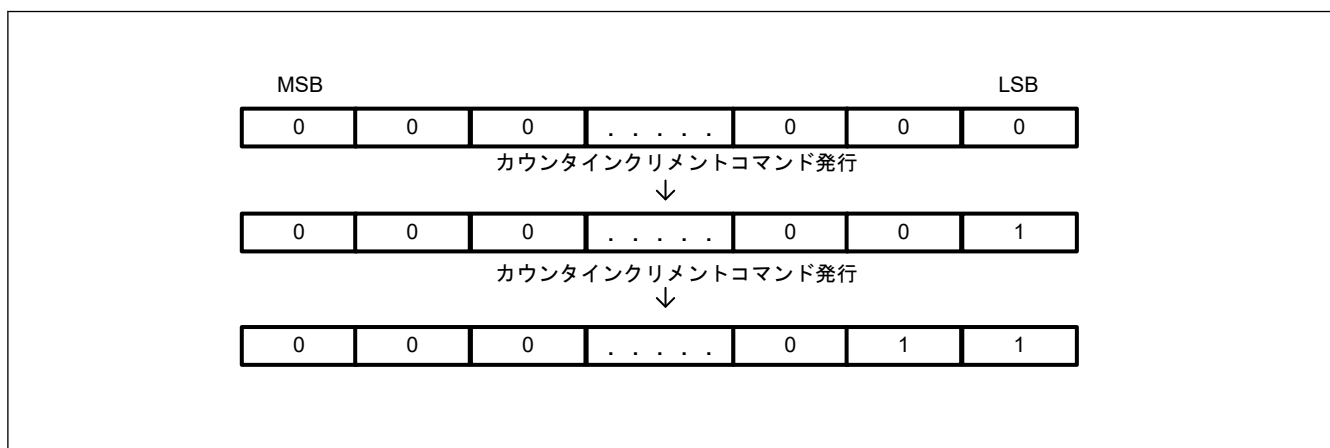 MSB LSB
0 0 0 . . . . . 0 0 0
カウンタインクリメントコマンド発行
↓
0 0 0 . . . . . 0 0 1
カウンタインクリメントコマンド発行
↓
0 0 0 . . . . . 0 1 1